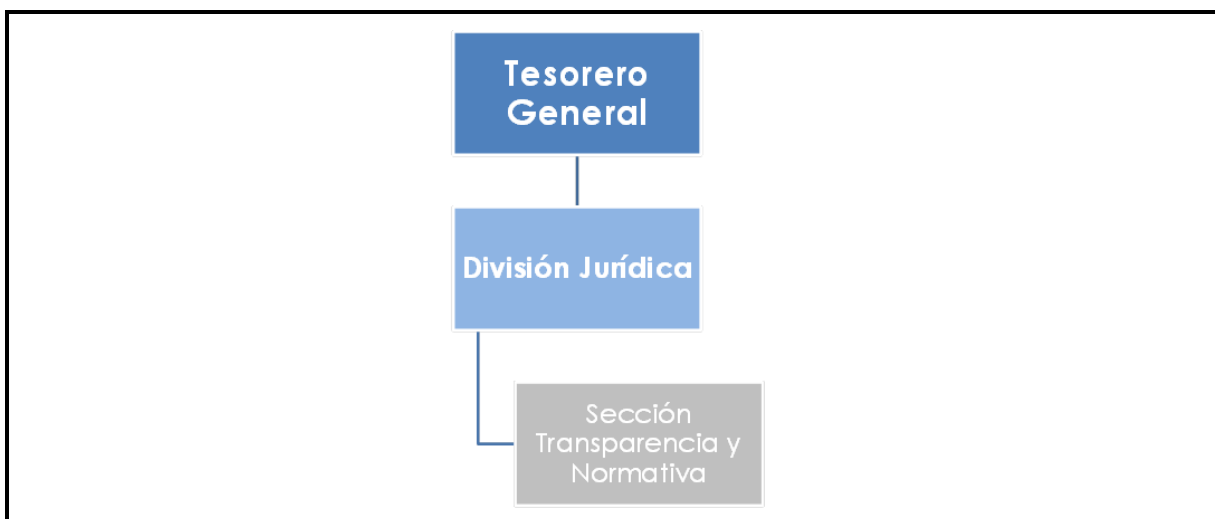 Tesorero
General
División Jurídica
Sección
Transparencia y
Normativa